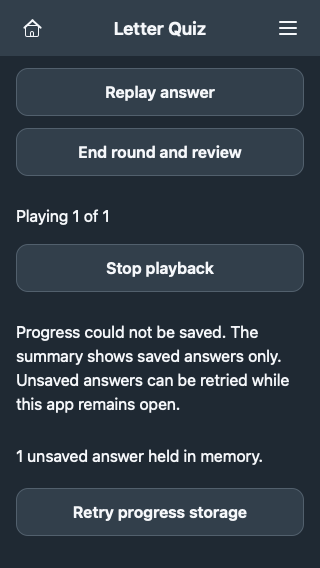 Letter Quiz
Replay answer
End round and review
Playing 1 of 1
Stop playback
Progress could not be saved. The
summary shows saved answers only.
Unsaved answers can be retried while
this app remains open.
1 unsaved answer held in memory.
Retry progress storage